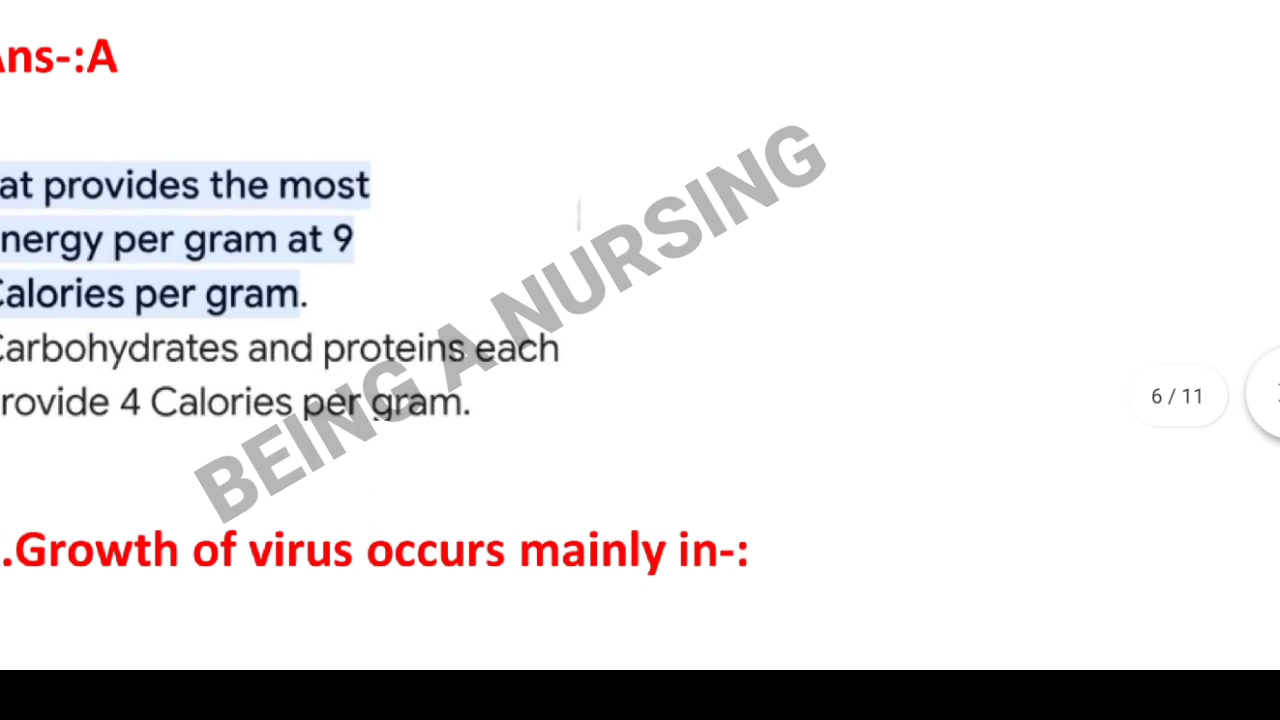 Ans-:A
at provides the most
nergy per gram at 9
Calories per gram.
Carbohydrates and proteins each
rovide 4 Calories per gram.
BEING A NURSING
6 / 11
.Growth of virus occurs mainly in-: